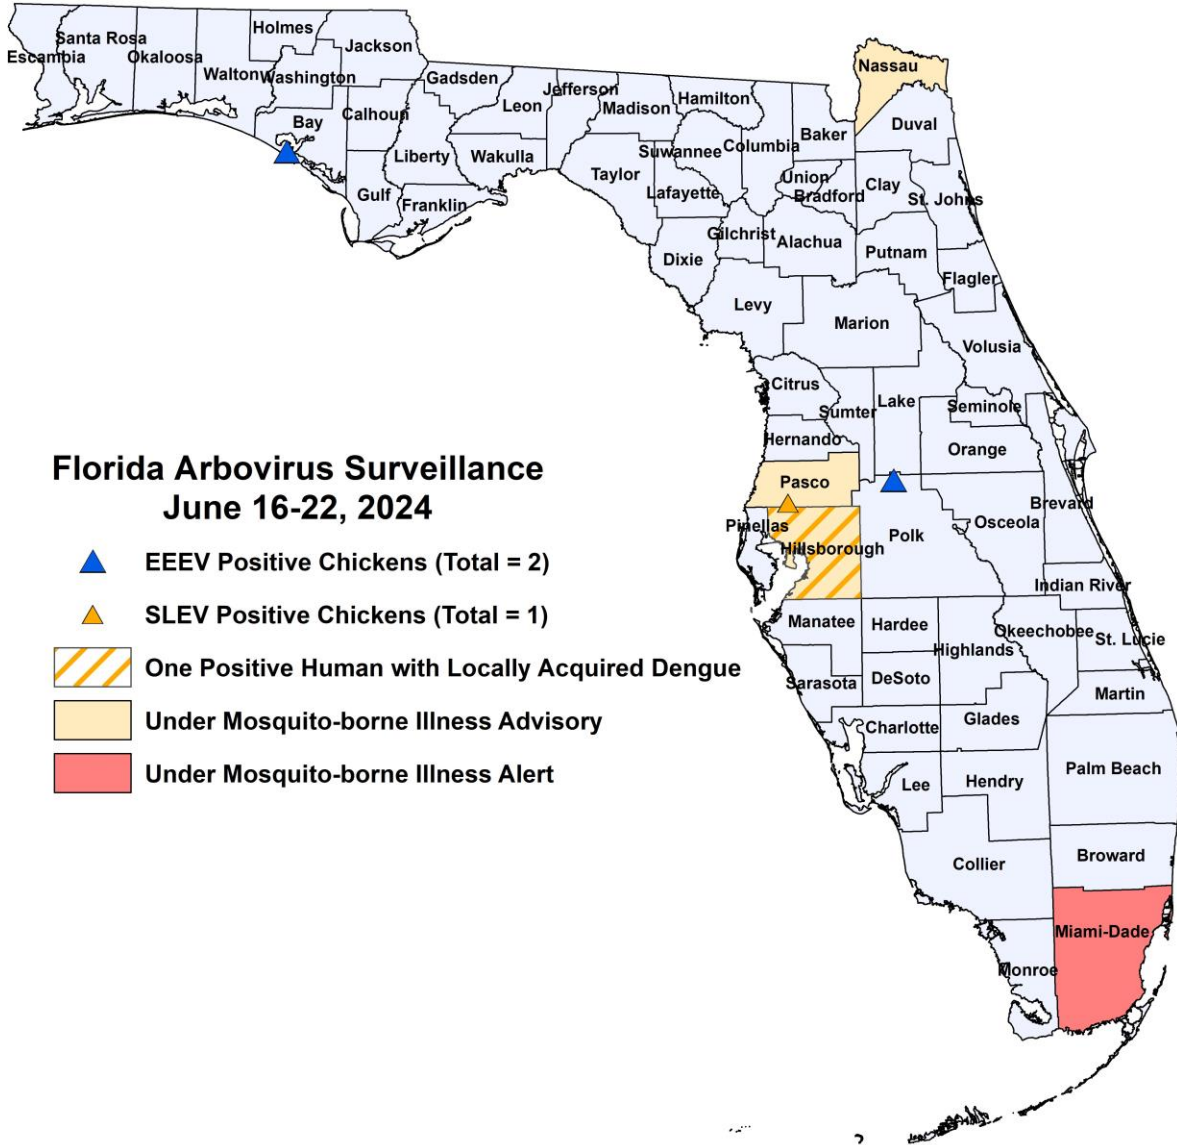 Holmes
Santa Rosa
Jackson
Escambia
Okaloosa
Walton
Washington
Nassau
Gadsden
Jefferson
Leon
Madison
Hamilton
Calhoun
Bay
Duval
Baker
Columbia
Suwannee
Liberty
Wakulla
Taylor
Union
Clay
Lafayette
Bradford
St. Johns
Gulf
Franklin
Gilchrist
Alachua
Putnam
Dixie
Flagler
Levy
Marion
Volusia
Citrus
Lake
Sumter
Seminole
Hernando
Orange
Florida Arbovirus Surveillance
June 16-22, 2024
Pasco
Brevard
Pinellas
Osceola
Polk
Hillsborough
EEEV Positive Chickens (Total = 2)
Indian River
SLEV Positive Chickens (Total = 1)
Manatee
Hardee
Okeechobee
St. Lucie
Highlands
One Positive Human with Locally Acquired Dengue
Sarasota
DeSoto
Martin
Under Mosquito-borne Illness Advisory
Charlotte
Glades
Under Mosquito-borne Illness Alert
Palm Beach
Lee
Hendry
Broward
Collier
Miami-Dade
Monroe